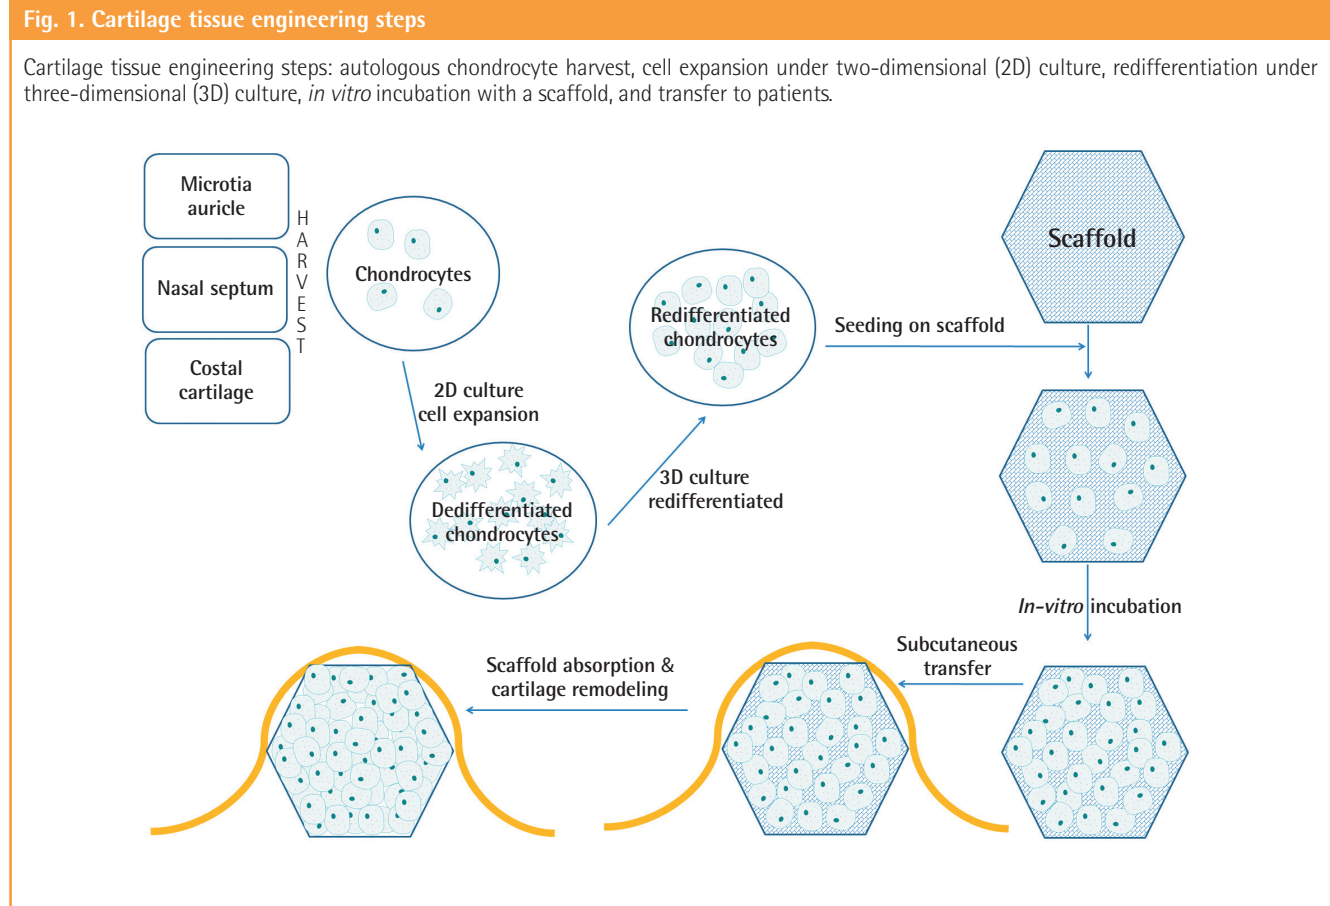 Fig. 1. Cartilage tissue engineering steps
Cartilage tissue engineering steps: autologous chondrocyte harvest, cell expansion under two-dimensional (2D) culture, redifferentiation under
three-dimensional (3D) culture, in vitro incubation with a scaffold, and transfer to patients.
Microtia
auricle
Nasal septum
Costal
cartilage
HARVEST
Chondrocytes
2D culture
cell expansion
Dedifferentiated
chondrocytes
3D culture
redifferentiated
Redifferentiated
chondrocytes
Seeding on scaffold
Scaffold
In-vitro incubation
Subcutaneous
transfer
Scaffold absorption &
cartilage remodeling